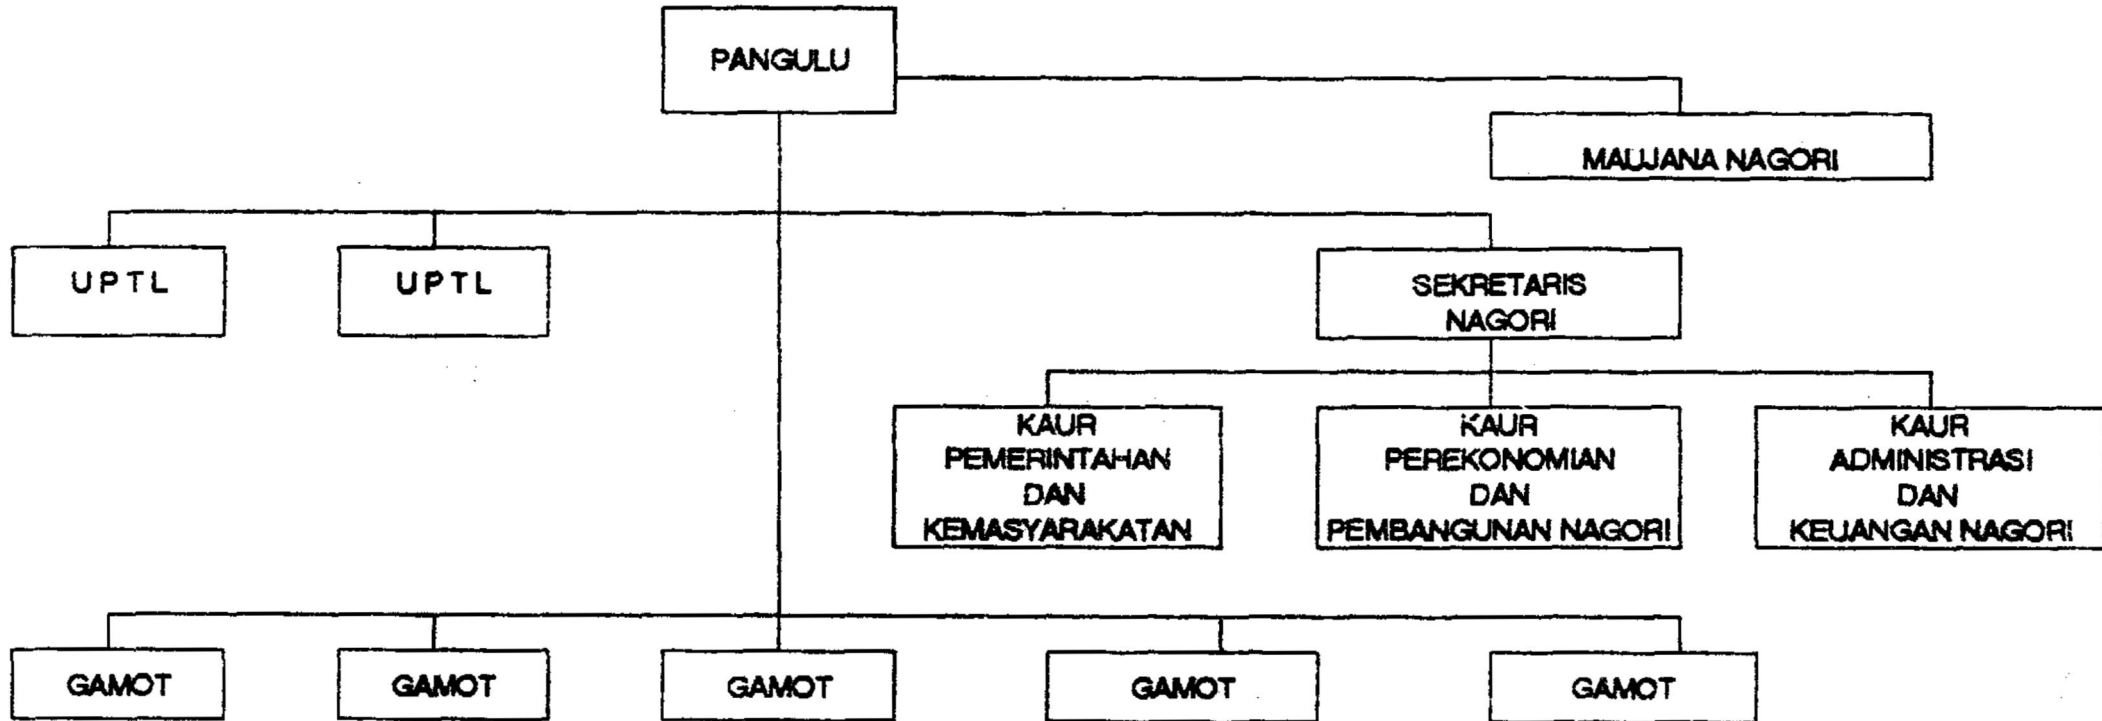 PANGULU
MAUJANA NAGORI
UPTL
UPTL
SEKRETARIS
NAGORI
KAUR
PEMERINTAHAN
DAN
KEMASYARAKATAN
KAUR
PEREKONOMIAN
DAN
PEMBANGUNAN NAGORI
KAUR
ADMINISTRASI
DAN
KEUANGAN NAGORI
GAMOT
GAMOT
GAMOT
GAMOT
GAMOT